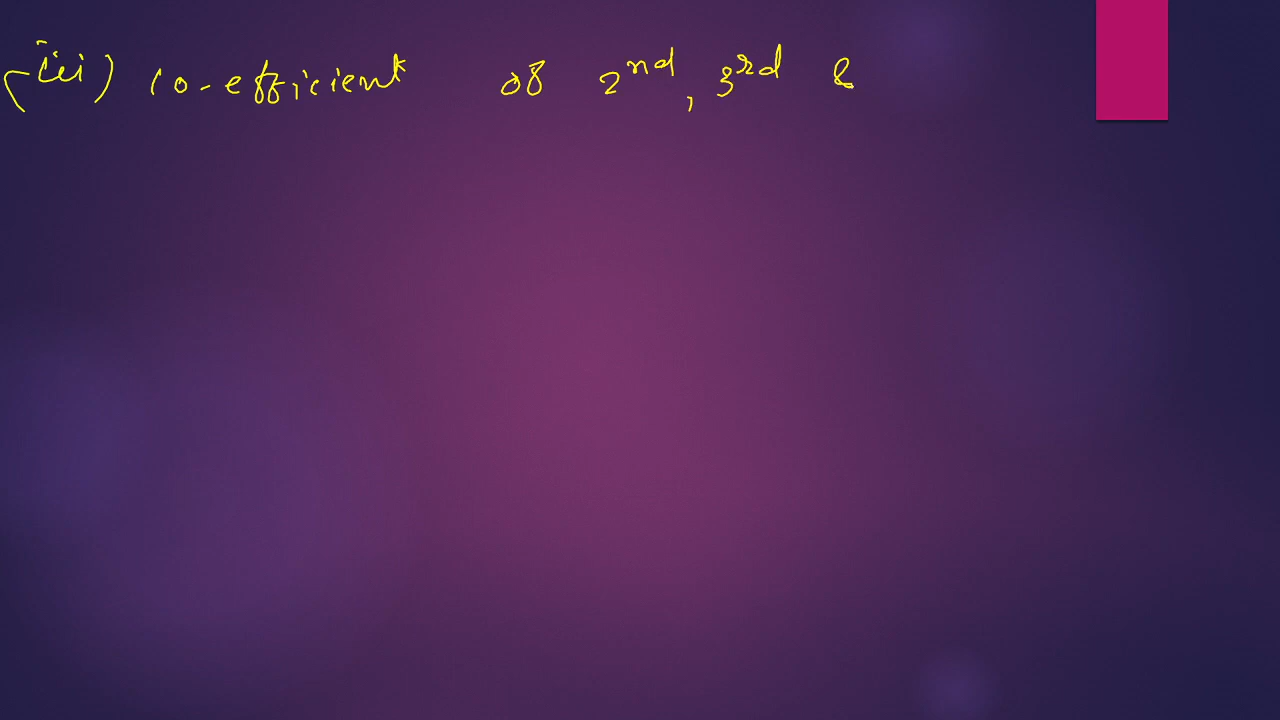 (iii) co-efficient of 2nd, 3rd &